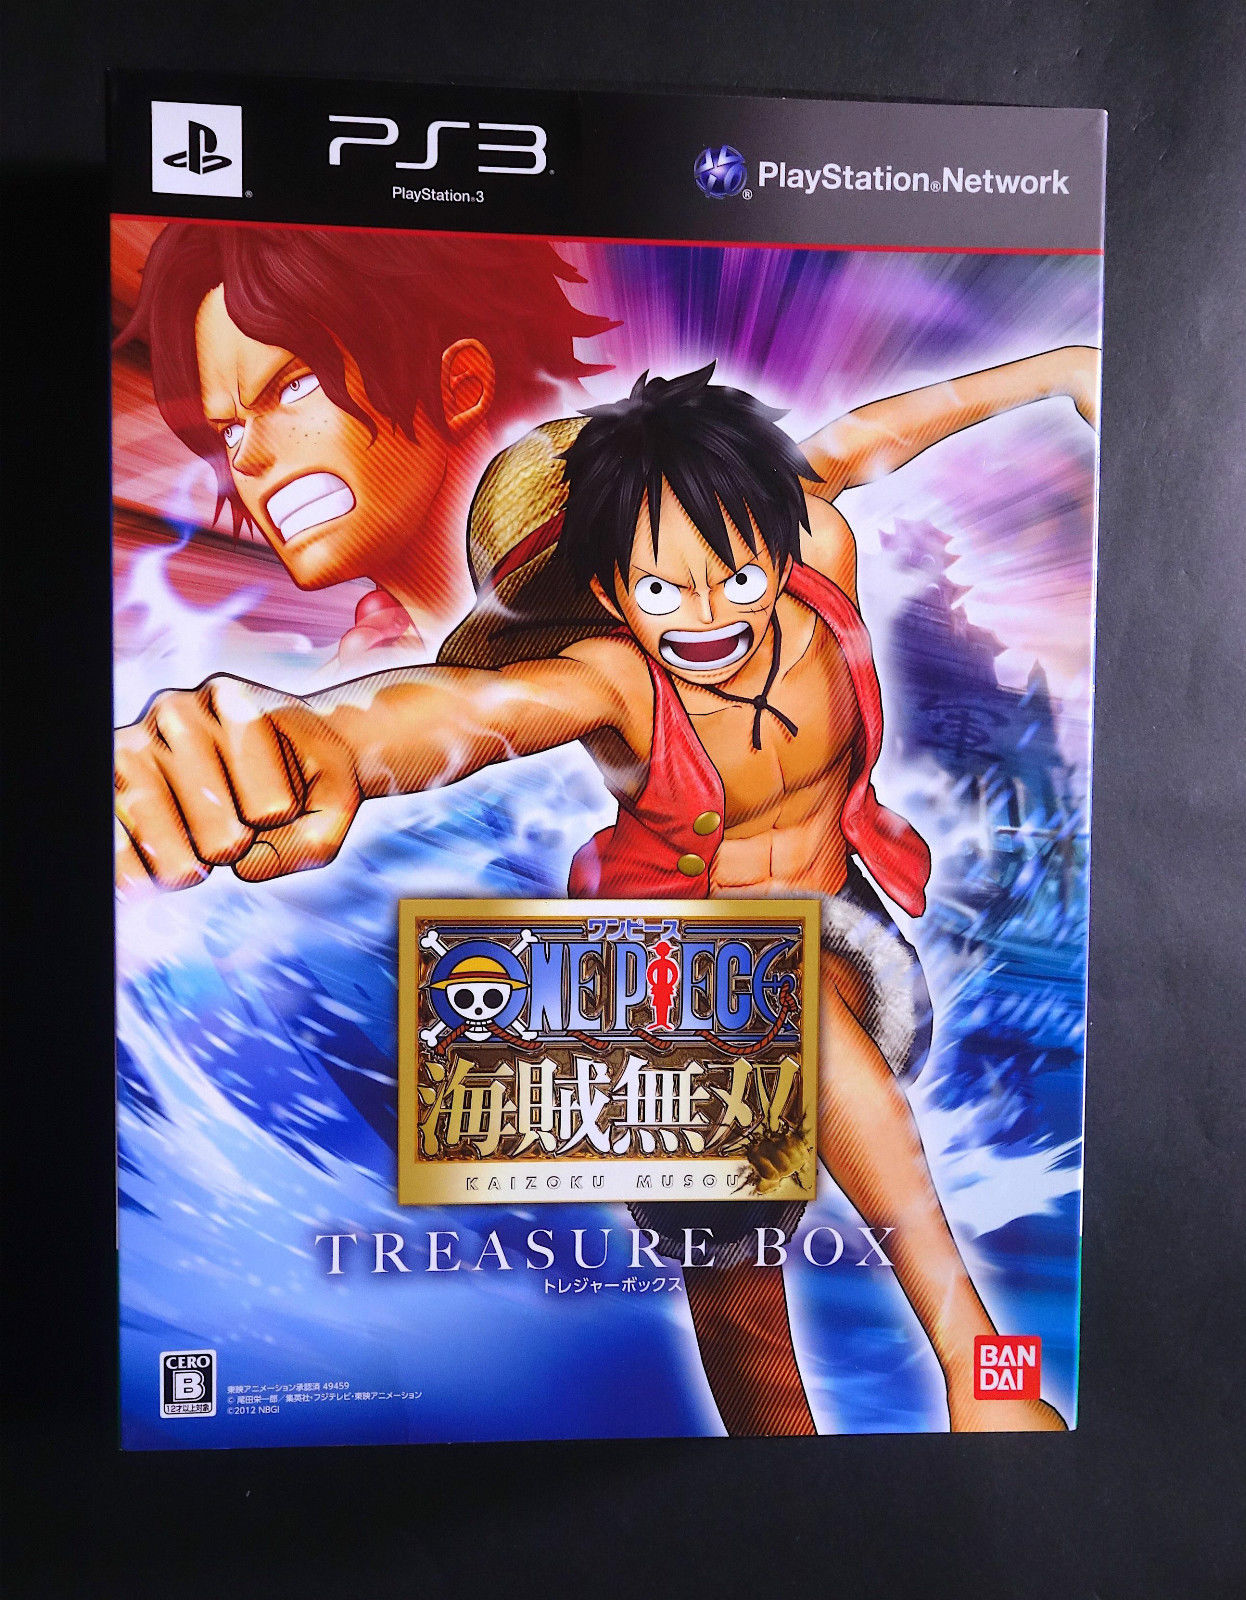 PS3
PlayStation®3
PlayStation®Network
軍
ワンピース
ONE PIECE
海賊無双
KAIZOKU MUSOU
TREASURE BOX
トレジャーボックス
CERO
B
12才以上対象
東映アニメーション承認済 49459
© 尾田栄一郎／集英社・フジテレビ・東映アニメーション
©2012 NBGI
BAN
DAI